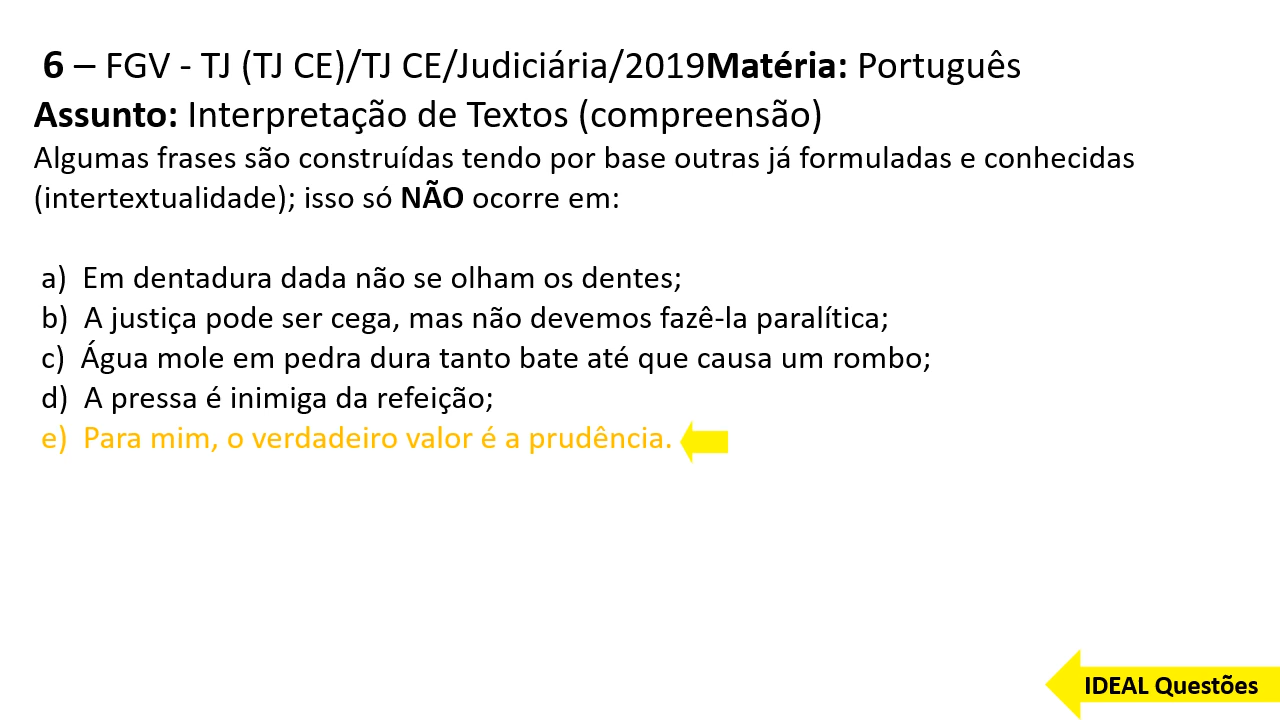 6 – FGV - TJ (TJ CE)/TJ CE/Judiciária/2019Matéria: Português
Assunto: Interpretação de Textos (compreensão)
Algumas frases são construídas tendo por base outras já formuladas e conhecidas
(intertextualidade); isso só NÃO ocorre em:
a) Em dentadura dada não se olham os dentes;
b) A justiça pode ser cega, mas não devemos fazê-la paralítica;
c) Água mole em pedra dura tanto bate até que causa um rombo;
d) A pressa é inimiga da refeição;
e) Para mim, o verdadeiro valor é a prudência.
IDEAL Questões